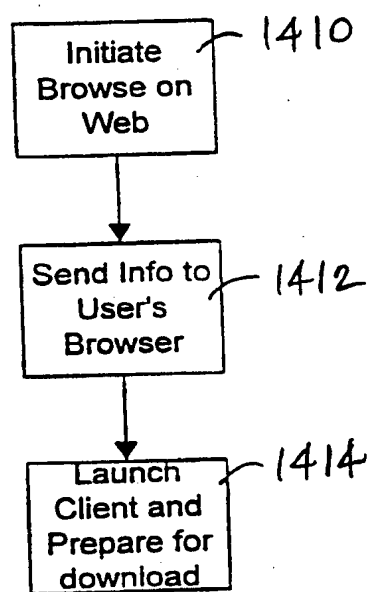 Initiate
Browse on
Web
1410
Send Info to
User's
Browser
1412
Launch
Client and
Prepare for
download
1414